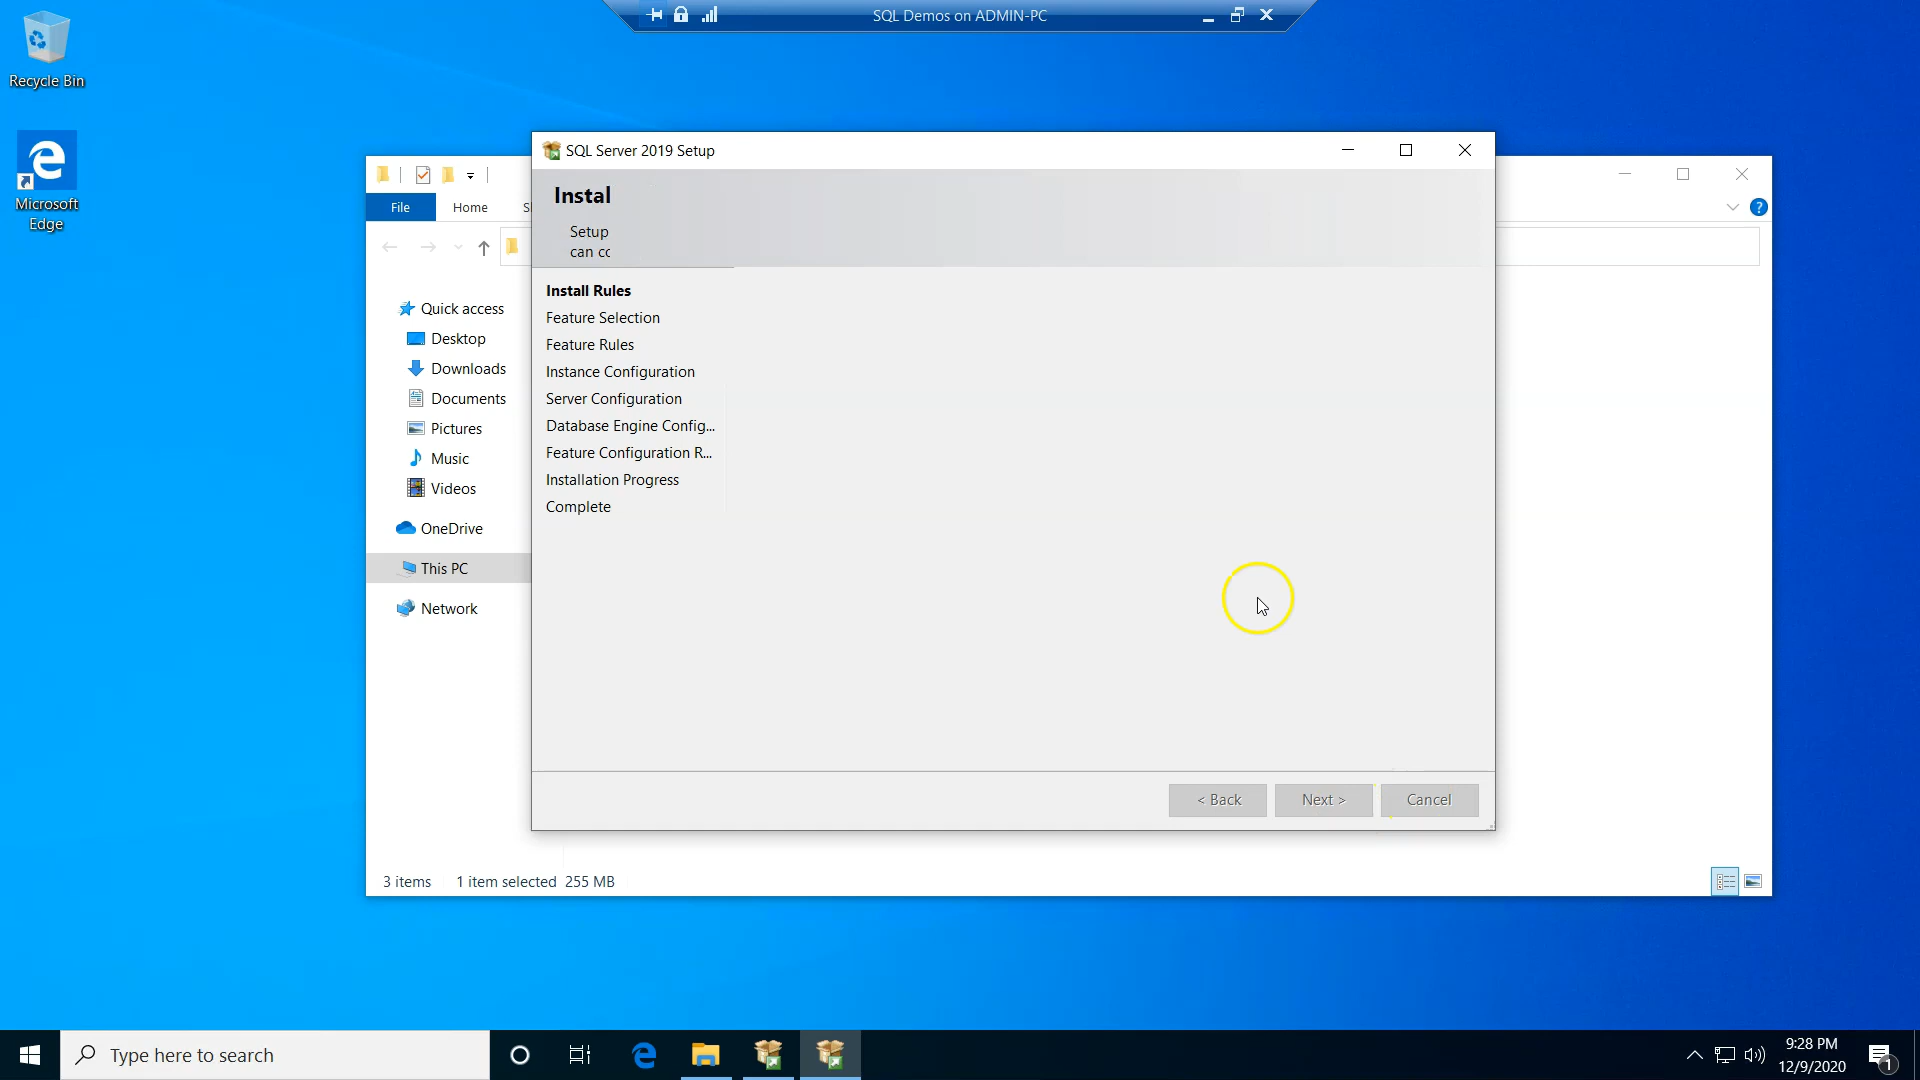 SQL Demos on ADMIN-PC
Recycle Bin
Microsoft
Edge
SQL Server 2019 Setup
Instal
Setup
can
File
Home
Install Rules
Feature Selection
Feature Rules
Instance Configuration
Server Configuration
Database Engine Config...
Feature Configuration R...
Installation Progress
Complete
Quick access
Desktop
Downloads
Documents
Pictures
Music
Videos
OneDrive
This PC
Network
< Back
Next >
Cancel
3 items
1 item selected 255 MB
Type here to search
9:28 PM
12/9/2020
1